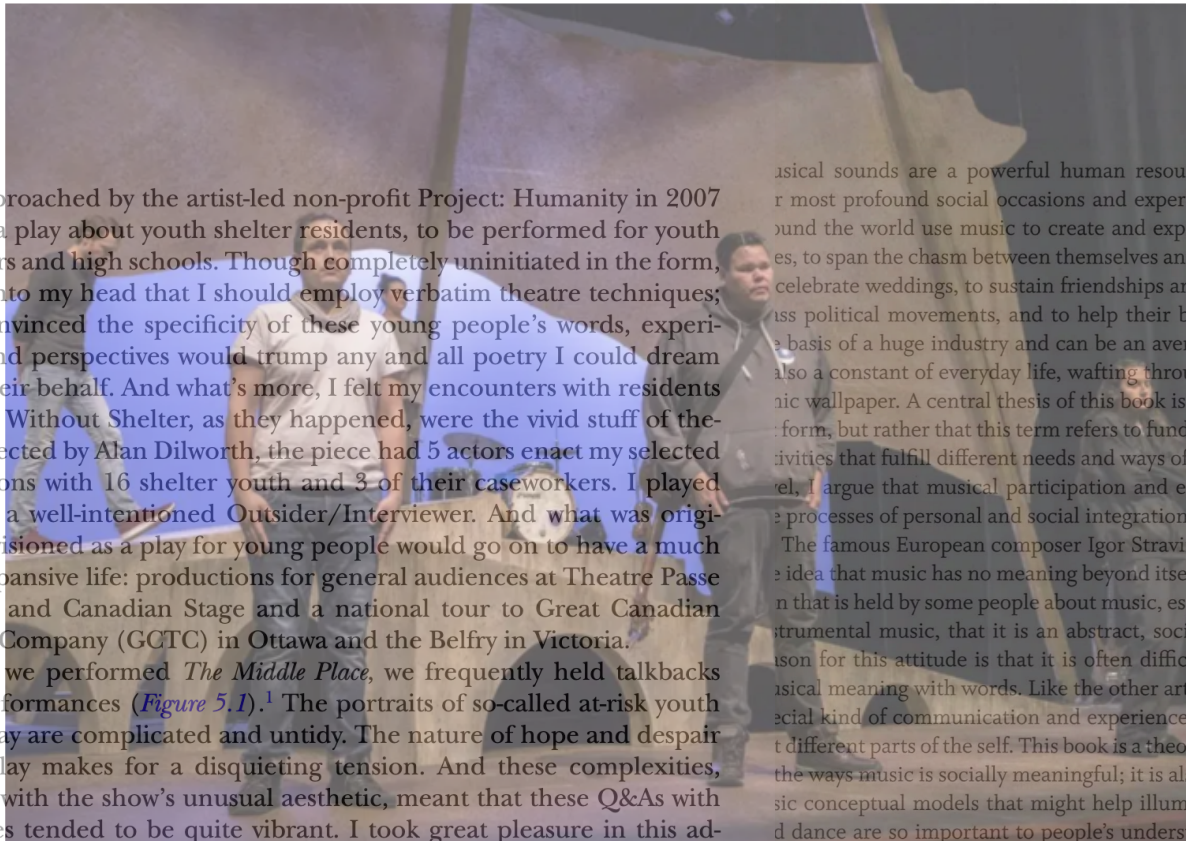 roached by the artist-led non-profit Project: Humanity in 2007
a play about youth shelter residents, to be performed for youth
rs and high schools. Though completely uninitiated in the form,
nto my head that I should employ verbatim theatre techniques;
nvinced the specificity of these young people's words, experi-
nd perspectives would trump any and all poetry I could dream
eir behalf. And what's more, I felt my encounters with residents
Without Shelter, as they happened, were the vivid stuff of the-
ected by Alan Dilworth, the piece had 5 actors enact my selected
ons with 16 shelter youth and 3 of their caseworkers. I played
a well-intentioned Outsider/Interviewer. And what was origi-
isioned as a play for young people would go on to have a much
pansive life: productions for general audiences at Theatre Passe
and Canadian Stage and a national tour to Great Canadian
Company (GCTC) in Ottawa and the Belfry in Victoria.
we performed The Middle Place, we frequently held talkbacks
formances (Figure 5.1).1 The portraits of so-called at-risk youth
ay are complicated and untidy. The nature of hope and despair
lay makes for a disquieting tension. And these complexities,
with the show's unusual aesthetic, meant that these Q&As with
es tended to be quite vibrant. I took great pleasure in this ad-
usical sounds are a powerful human resou
r most profound social occasions and exper
ound the world use music to create and exp
es, to span the chasm between themselves an
celebrate weddings, to sustain friendships an
ass political movements, and to help their b
e basis of a huge industry and can be an aven
also a constant of everyday life, wafting throu
nic wallpaper. A central thesis of this book is
form, but rather that this term refers to fund
tivities that fulfill different needs and ways of
vel, I argue that musical participation and e
e processes of personal and social integration
The famous European composer Igor Stravi
e idea that music has no meaning beyond itse
n that is held by some people about music, es
strumental music, that it is an abstract, soci
ason for this attitude is that it is often diffic
usical meaning with words. Like the other art
ecial kind of communication and experience
t different parts of the self. This book is a theo
the ways music is socially meaningful; it is al
sic conceptual models that might help illum
d dance are so important to people's unders